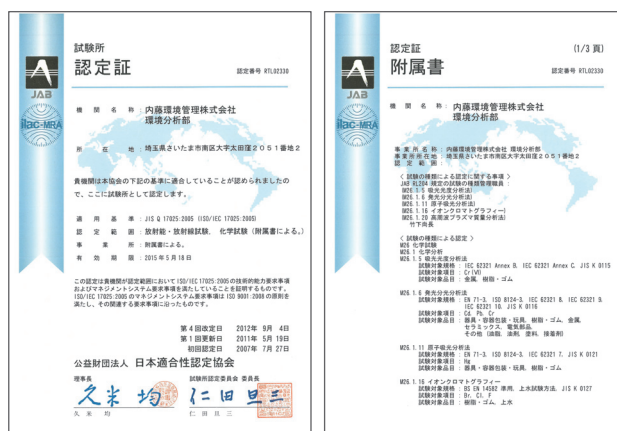 試験所
認定証
認定番号 RTL02330
JAB
ilac-MRA
機関名称：内藤環境管理株式会社
環境分析部
所在地：埼玉県さいたま市南区大字太田窪２０５１番地２
貴機関は本協会の下記の基準に適合していることが認められましたの
で、ここに試験所として認定します。
適用基準：JIS Q 17025:2005 (ISO/IEC 17025:2005)
認定範囲：放射能・放射線試験、化学試験（附属書による。）
事業所：附属書による。
有効期限：2015年5月18日
この認定は貴機関が認定範囲において ISO/IEC 17025:2005の技術的能力要求事項
およびマネジメントシステム要求事項を満たしていることを証明するものです。
ISO/IEC 17025:2005 のマネジメントシステム要求事項は ISO 9001:2008 の原則を
満たし、その関連する要求事項に沿ったものです。
第4回改定日 2012年 9月 4日
第1回更新日 2011年 5月19日
初回認定日 2007年 7月27日
公益財団法人 日本適合性認定協会
理事長
試験所認定委員会 委員長
久米 均
仁田旦三
久米 均
仁田旦三
認定証
(1/3 頁)
附属書
認定番号 RTL02330
JAB
ilac-MRA
機関名称：内藤環境管理株式会社
環境分析部
事業所名称：内藤環境管理株式会社 環境分析部
事業所所在地：埼玉県さいたま市南区大字太田窪２０５１番地２
認定範囲：
〈 試験の種類による認定に関する事項 〉
JAB RL204 規定の試験の種類管理職員：
(M26.1.5 吸光光度分析法)
(M26.1.6 発光分光分析法)
(M26.1.11 原子吸光分析法)
(M26.1.16 イオンクロマトグラフィー)
(M26.1.20 高周波プラズマ質量分析法)
竹下尚長
〈 試験の種類による認定 〉
M26 化学試験
M26.1 化学分析
M26.1.5 吸光光度分析法
試験対象規格：IEC 62321 Annex B, IEC 62321 Annex C, JIS K 0115
試験対象項目：Cr(VI)
試験対象品目：金属, 樹脂・ゴム
M26.1.6 発光分光分析法
試験対象規格：EN 71-3, ISO 8124-3, IEC 62321 8, IEC 62321 9,
IEC 62321 10, JIS K 0116
試験対象項目：Cd, Pb, Cr
試験対象品目：器具・容器包装・玩具, 樹脂・ゴム, 金属,
セラミックス, 電気部品,
その他 (油脂, 油剤, 塗料, 接着剤)
M26.1.11 原子吸光分析法
試験対象規格：EN 71-3, ISO 8124-3, IEC 62321 7, JIS K 0121
試験対象項目：Hg
試験対象品目：器具・容器包装・玩具, 樹脂・ゴム, 金属
M26.1.16 イオンクロマトグラフィー
試験対象規格：BS EN 14582 準用, 上水試験方法, JIS K 0127
試験対象項目：Br, Cl, F
試験対象品目：樹脂・ゴム, 上水